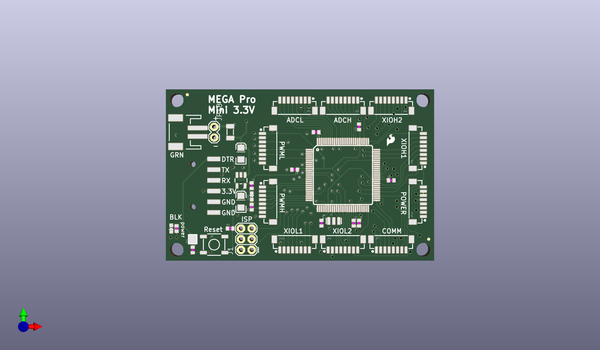 MEGA Pro
Mini 3.3V
ADCL
ADCH
XIOH2
GRN
DTR
TX
RX
3.3V
GND
GND
PWML
PWMH
XIOH1
POWER
BLK
power
Reset
ISP
XIOL1
XIOL2
COMM